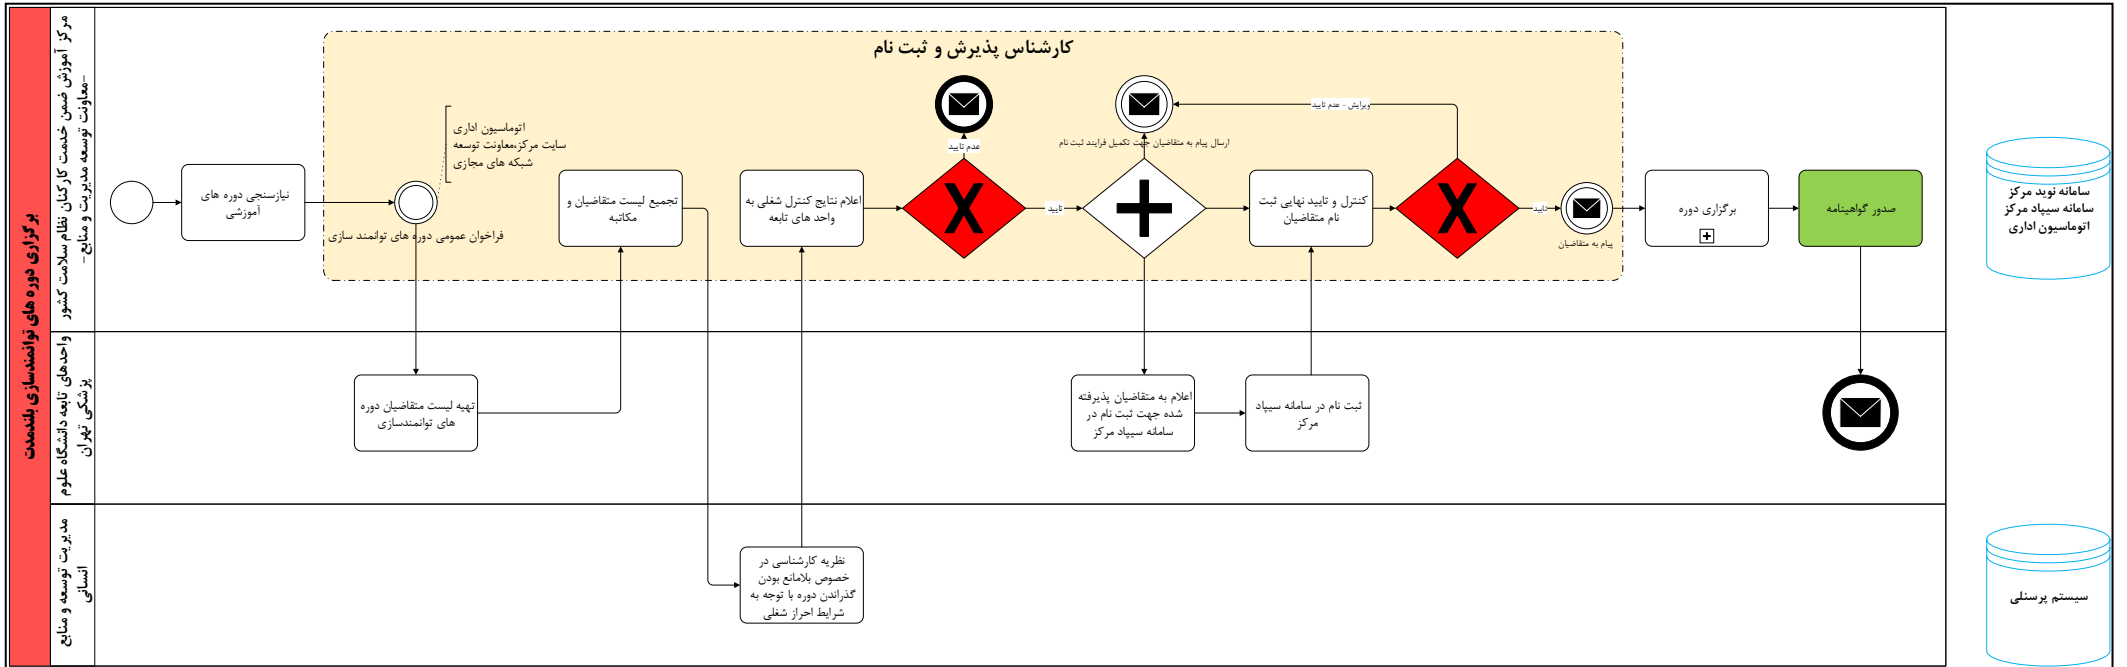 برگزاری دوره های توانمندسازی بلندمدت
مرکز آموزش ضمن خدمت کارکنان نظام سلامت کشور
-معاونت توسعه مدیریت و منابع-
واحدهای تابعه دانشگاه علوم
پزشکی تهران
مدیریت توسعه و منابع
انسانی
کارشناس پذیرش و ثبت نام
نیازسنجی دوره های
آموزشی
اتوماسیون اداری
سایت مرکز،معاونت توسعه
شبکه های مجازی
فراخوان عمومی دوره های توانمند سازی
تجمیع لیست متقاضیان و
مکاتبه
اعلام نتایج کنترل شغلی به
واحد های تابعه
عدم تایید
تایید
ارسال پیام به متقاضیان جهت تکمیل فرایند ثبت نام
کنترل و تایید نهایی ثبت
نام متقاضیان
ویرایش - عدم تایید
تایید
پیام به متقاضیان
برگزاری دوره
صدور گواهینامه
تهیه لیست متقاضیان دوره
های توانمندسازی
اعلام به متقاضیان پذیرفته
شده جهت ثبت نام در
سامانه سیپاد مرکز
ثبت نام در سامانه سیپاد
مرکز
نظریه کارشناسی در
خصوص بلامانع بودن
گذراندن دوره با توجه به
شرایط احراز شغلی
سامانه نوید مرکز
سامانه سیپاد مرکز
اتوماسیون اداری
سیستم پرسنلی